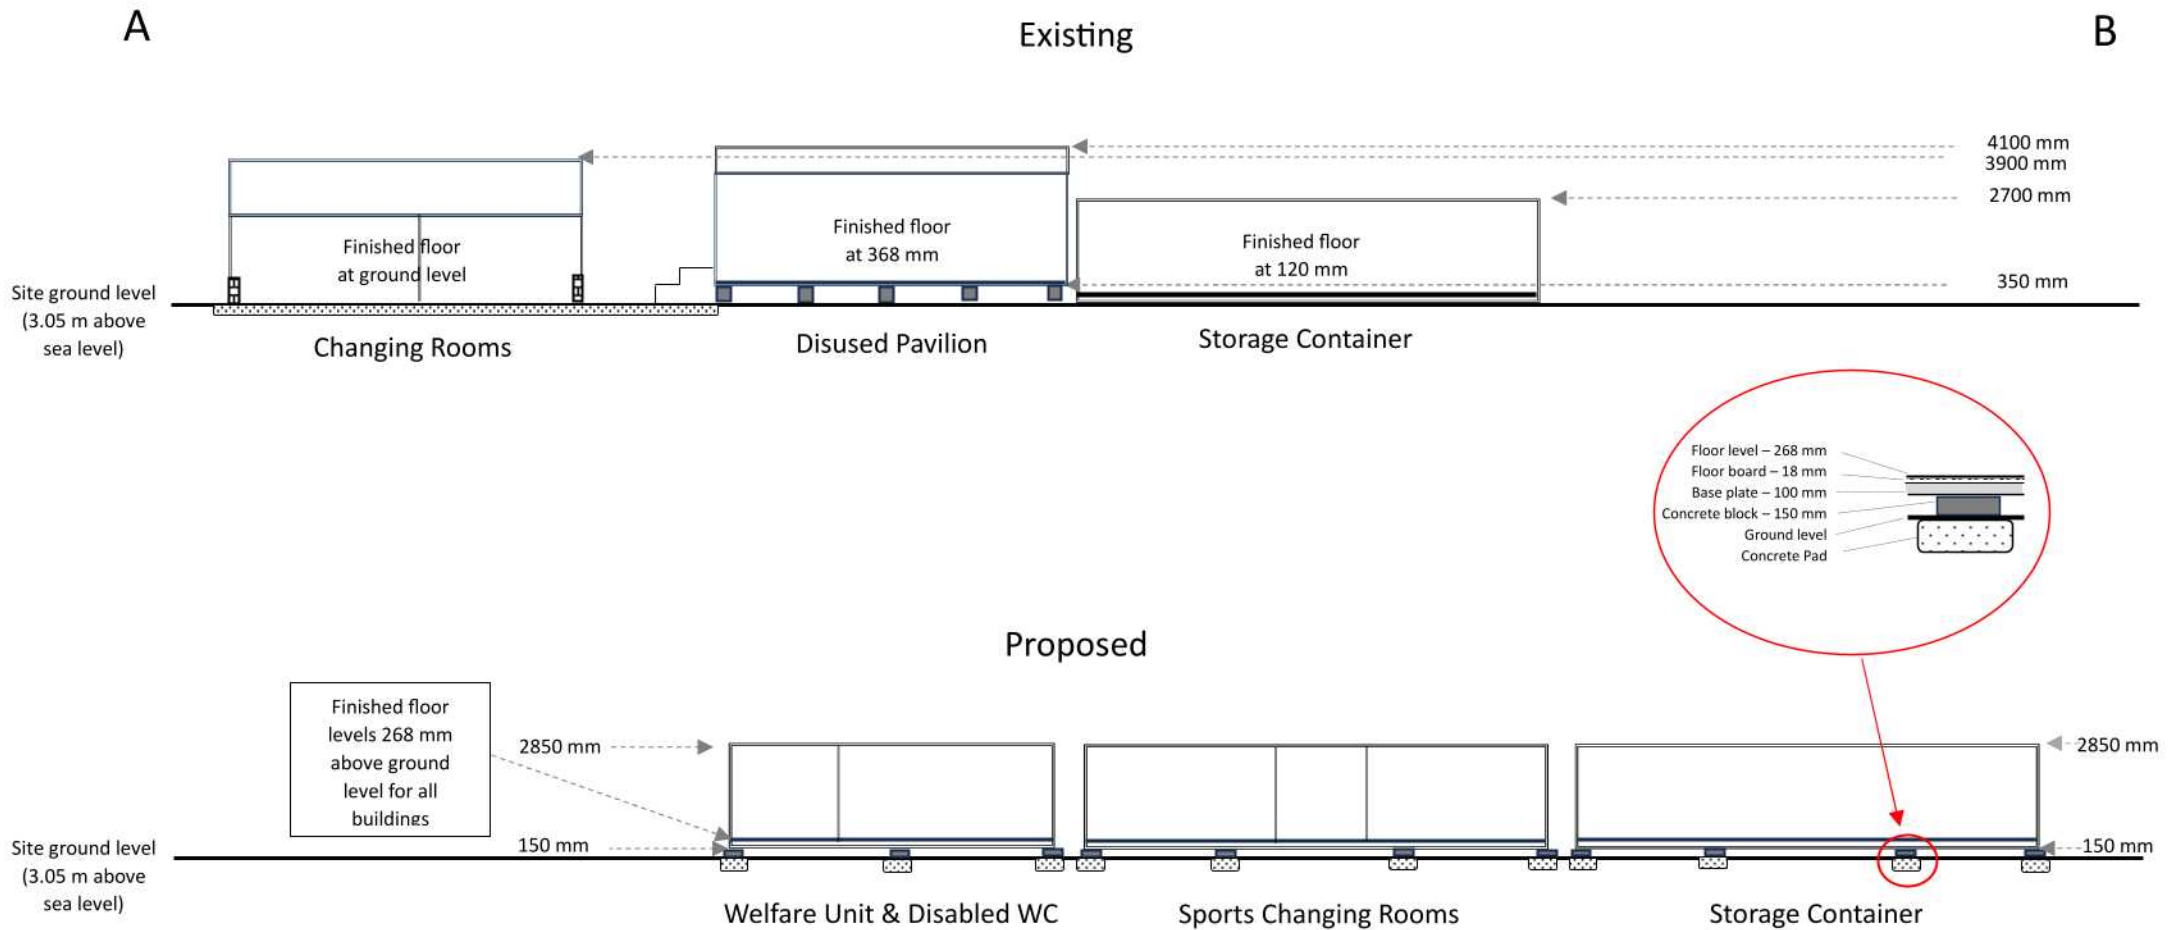 A
Existing
B
4100 mm
3900 mm
2700 mm
350 mm
Finished floor
at ground level
Finished floor
at 368 mm
Finished floor
at 120 mm
Site ground level
(3.05 m above
sea level)
Changing Rooms
Disused Pavilion
Storage Container
Floor level – 268 mm
Floor board – 18 mm
Base plate – 100 mm
Concrete block – 150 mm
Ground level
Concrete Pad
Proposed
Finished floor
levels 268 mm
above ground
level for all
buildings
2850 mm
150 mm
2850 mm
150 mm
Site ground level
(3.05 m above
sea level)
Welfare Unit & Disabled WC
Sports Changing Rooms
Storage Container